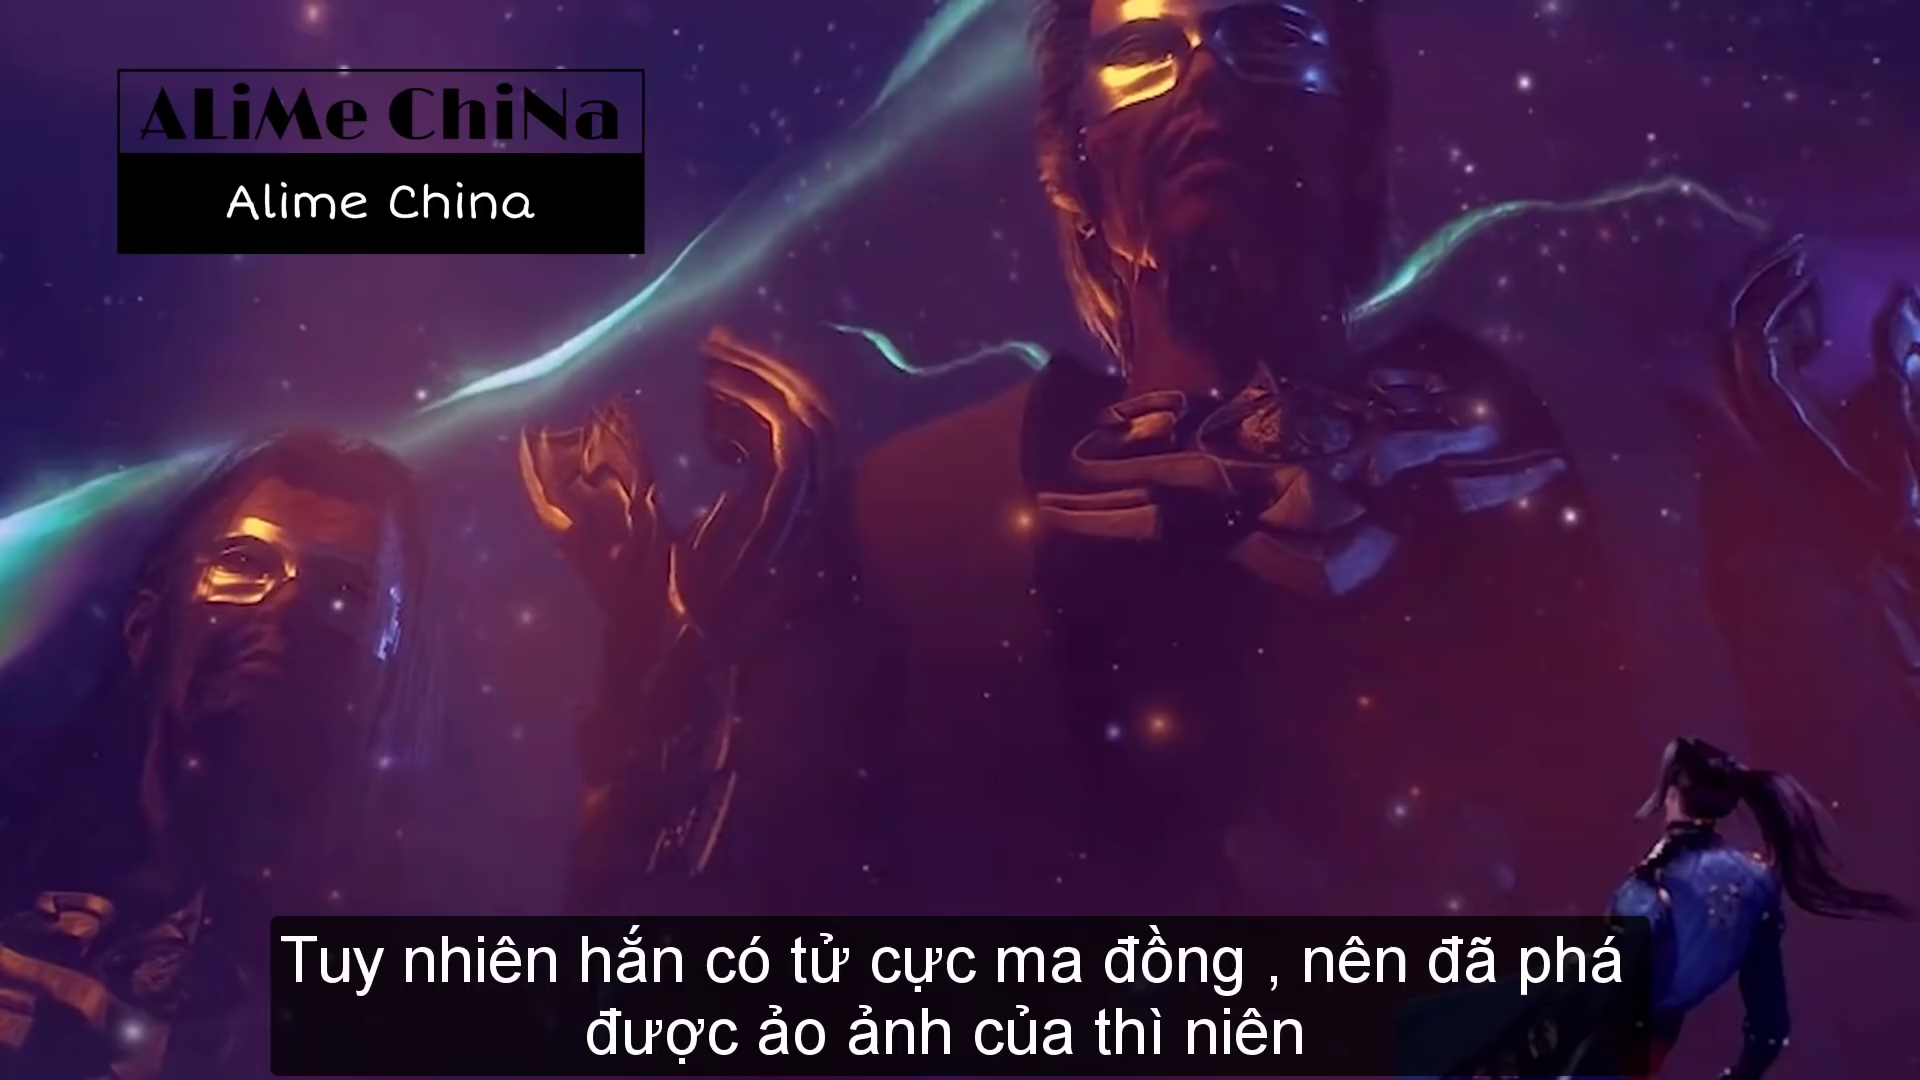 ALiMe ChiNa
Alime China
Tuy nhiên hắn có tử cực ma đồng , nên đã phá
được ảo ảnh của thì niên